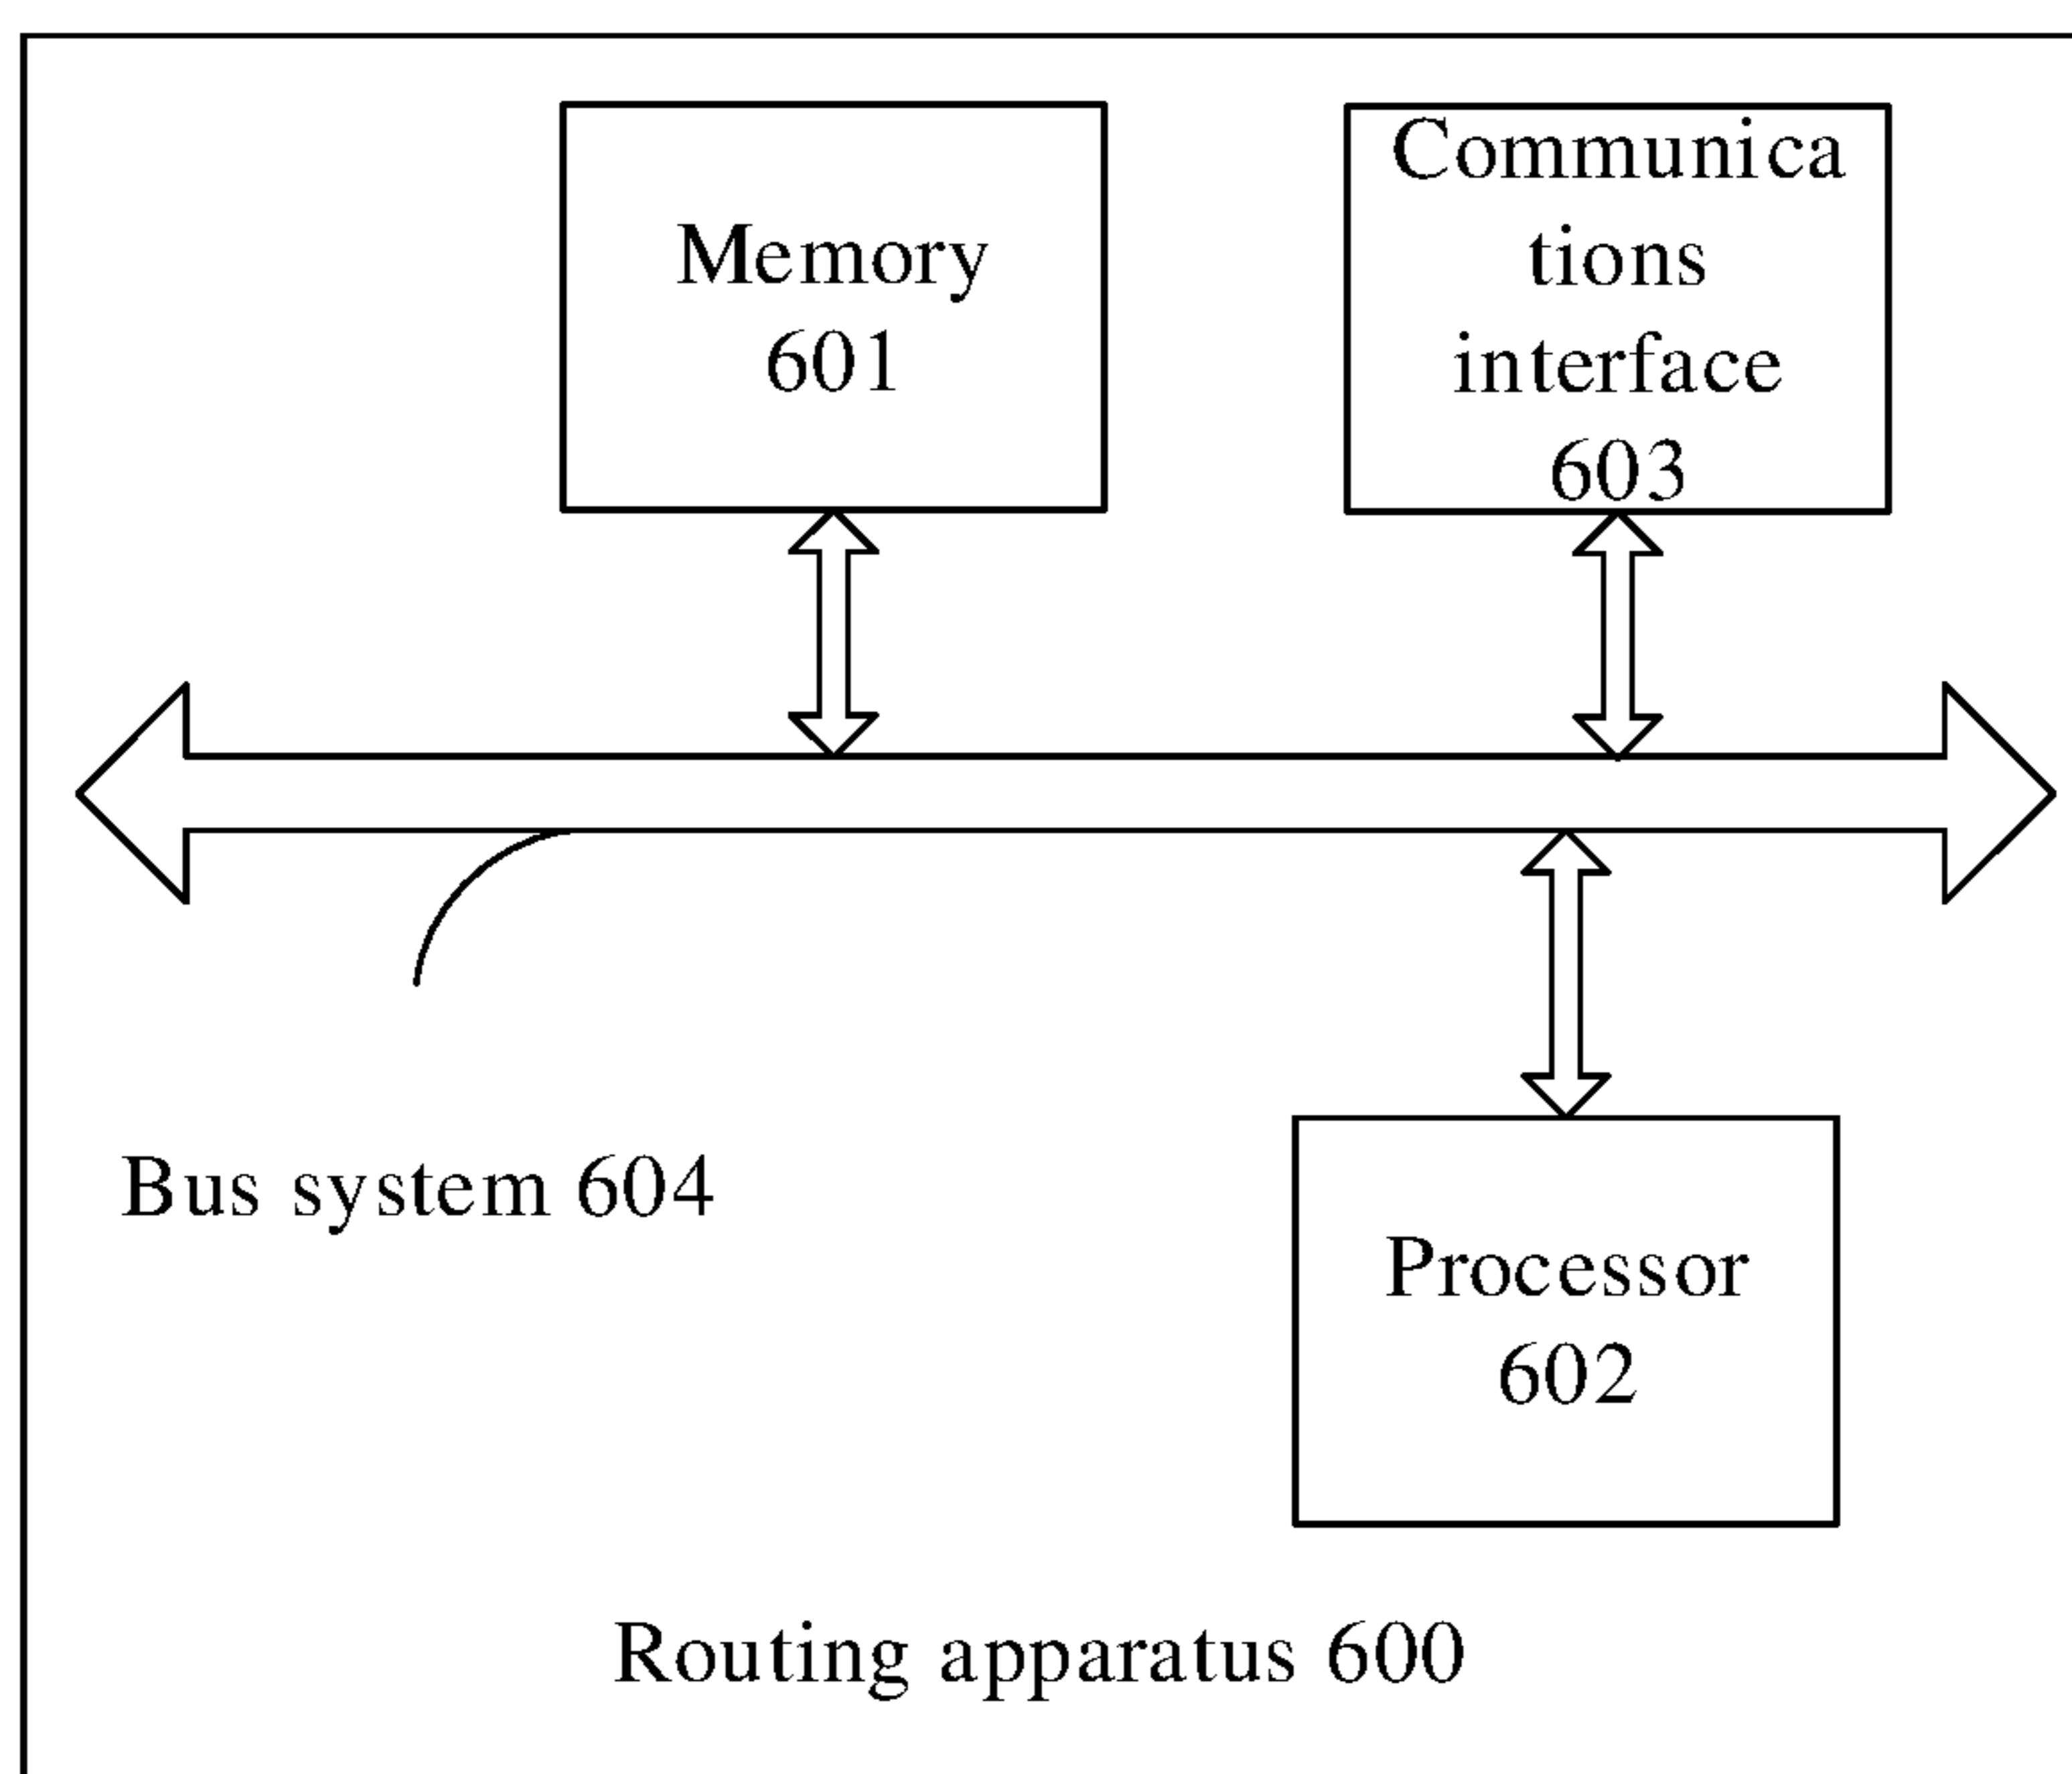 Memory
601
Communica
tions
interface
603
Bus system 604
Processor
602
Routing apparatus 600